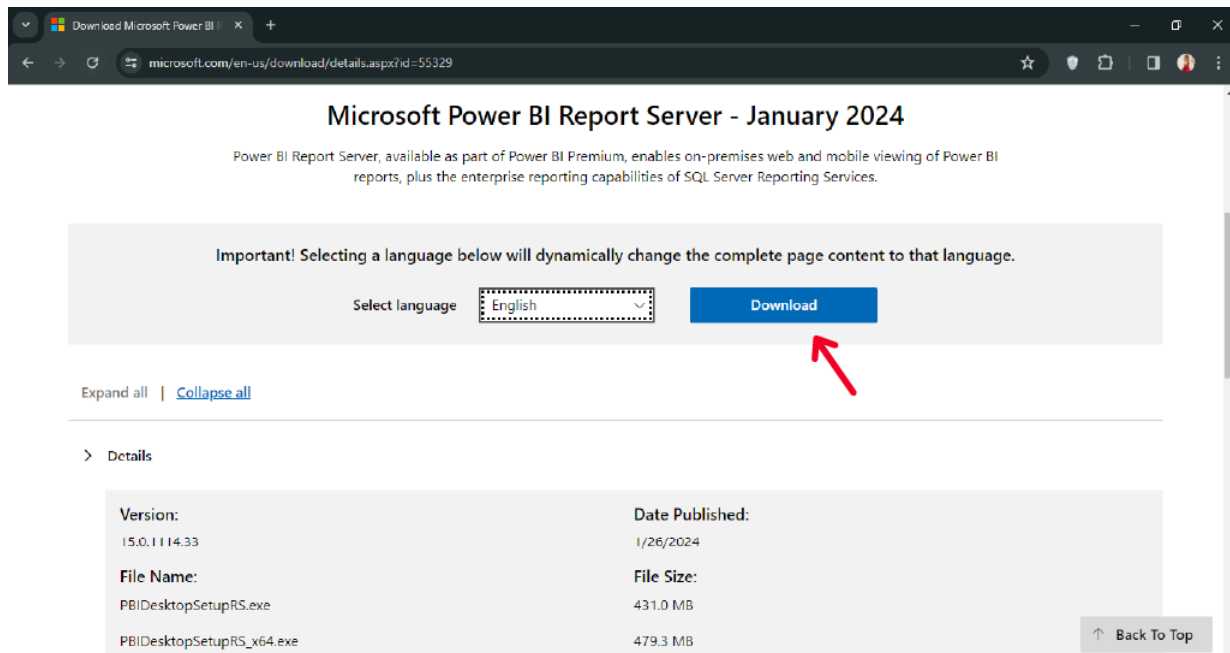 Download Microsoft Power BI R
microsoft.com/en-us/download/details.aspx?id=55329
Microsoft Power BI Report Server - January 2024
Power BI Report Server, available as part of Power BI Premium, enables on-premises web and mobile viewing of Power BI
reports, plus the enterprise reporting capabilities of SQL Server Reporting Services.
Important! Selecting a language below will dynamically change the complete page content to that language.
Select language English Download
Expand all | Collapse all
Details
Version: Date Published:
15.0.1114.33 1/26/2024
File Name: File Size:
PBIDesktopSetupRS.exe 431.0 MB
PBIDesktopSetupRS_x64.exe 479.3 MB
Back To Top